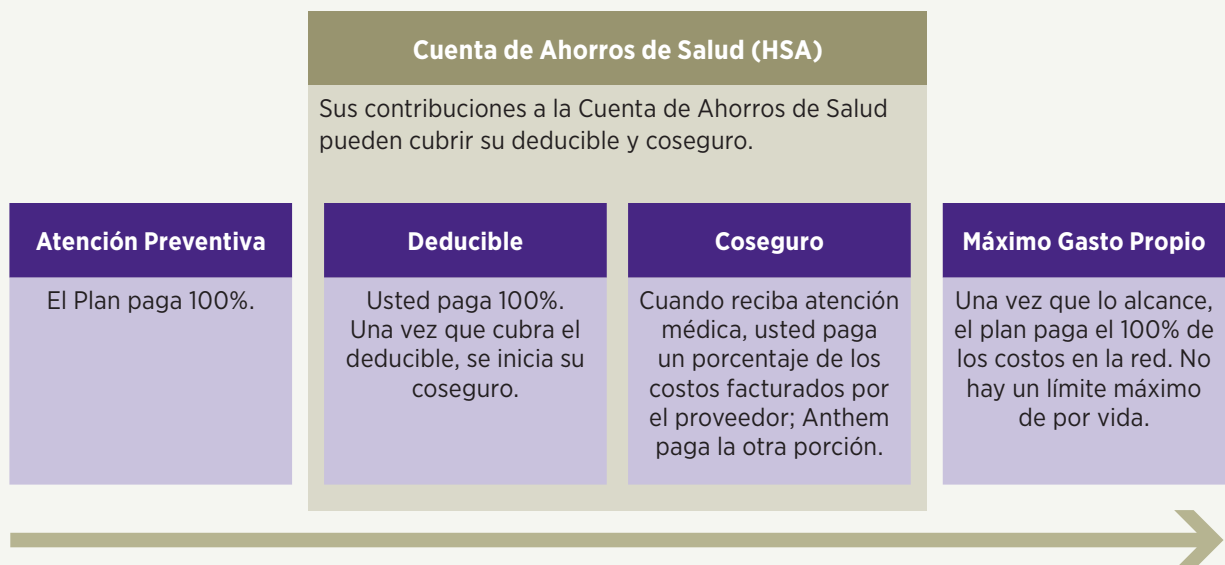 Cuenta de Ahorros de Salud (HSA)
Sus contribuciones a la Cuenta de Ahorros de Salud
pueden cubrir su deducible y coseguro.
Atención Preventiva
El Plan paga 100%.
Deducible
Usted paga 100%.
Una vez que cubra el
deducible, se inicia su
coseguro.
Coseguro
Cuando reciba atención
médica, usted paga
un porcentaje de los
costos facturados por
el proveedor; Anthem
paga la otra porción.
Máximo Gasto Propio
Una vez que lo alcance,
el plan paga el 100% de
los costos en la red. No
hay un límite máximo
de por vida.